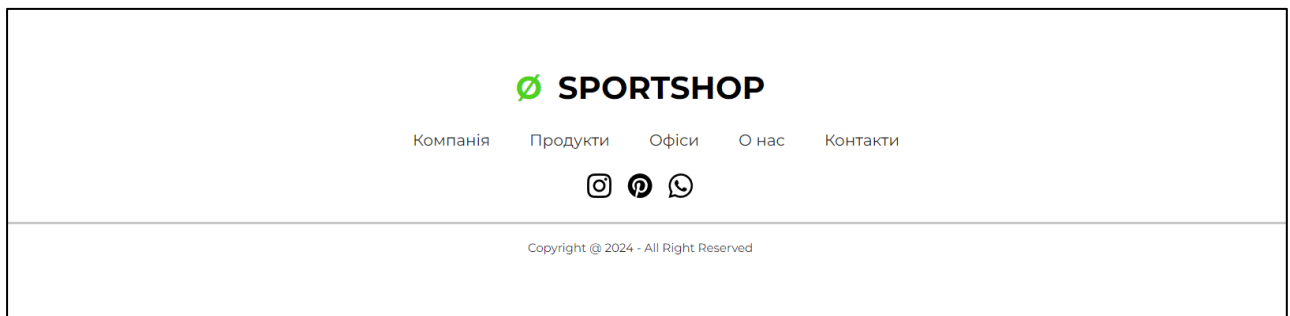 Ø SPORTSHOP
Компанія Продукти Офіси О нас Контакти
Copyright @ 2024 - All Right Reserved